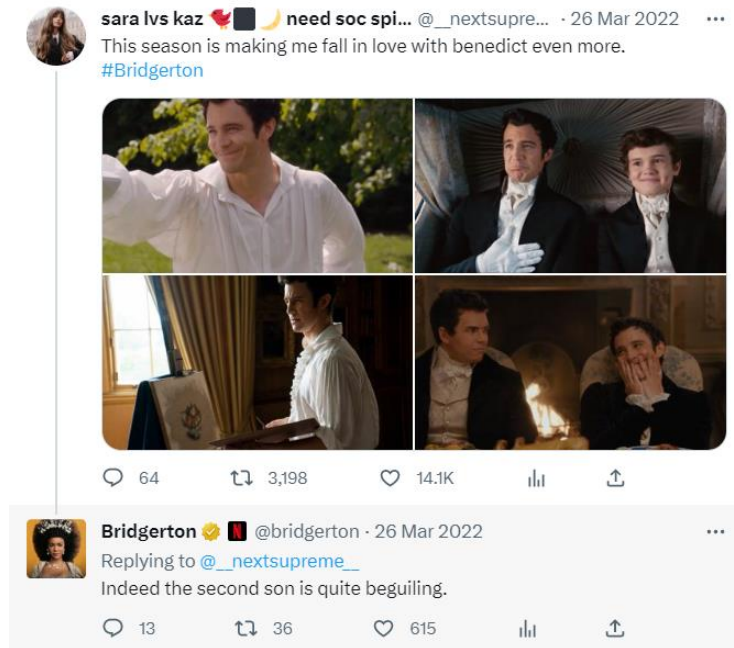 sara lvs kaz 🐦⬛🌙 need soc spi... @__nextsupre... · 26 Mar 2022
This season is making me fall in love with benedict even more.
#Bridgerton
64 3,198 14.1K
Bridgerton N @bridgerton · 26 Mar 2022
Replying to @__nextsupreme__
Indeed the second son is quite beguiling.
13 36 615